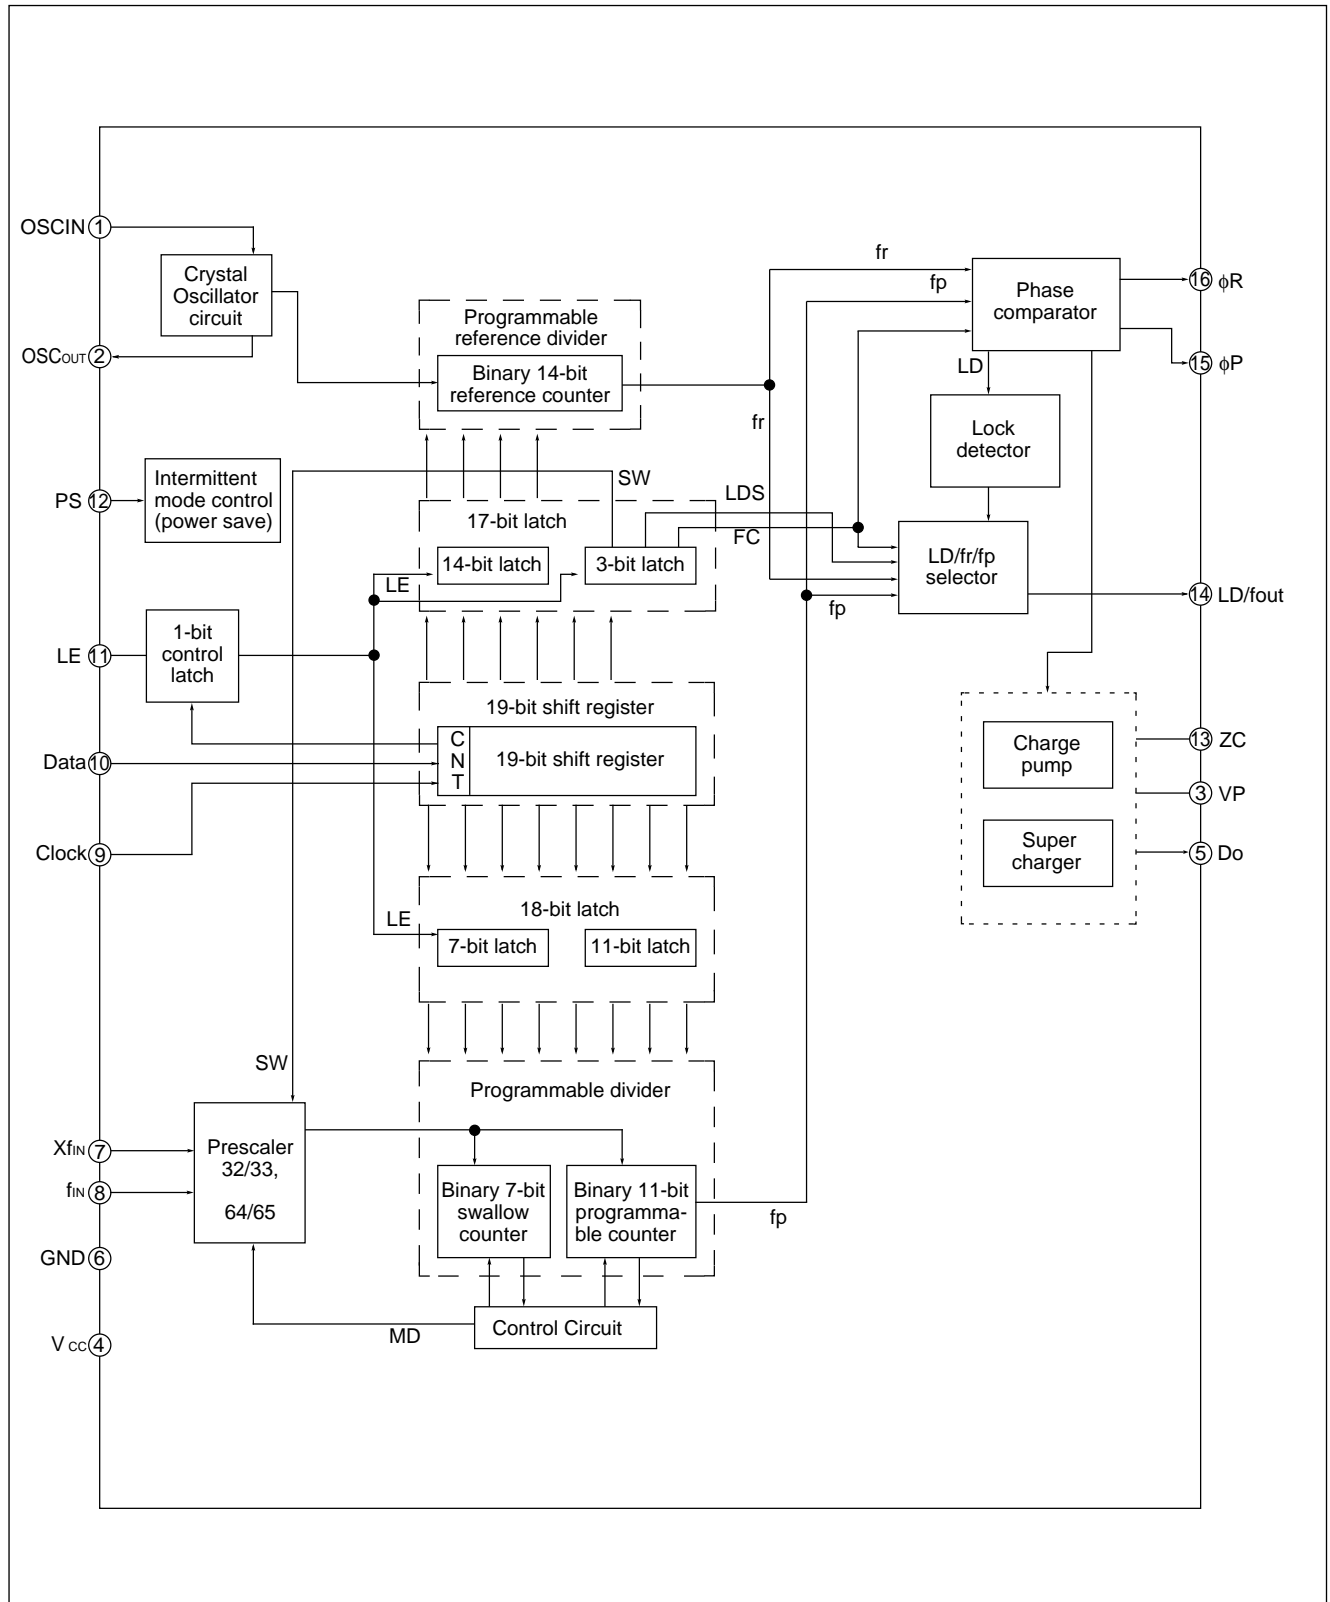 OSCIN 1
Crystal
Oscillator
circuit
OSCOUT 2
Programmable
reference divider
Binary 14-bit
reference counter
fr
fp
Phase
comparator
16 ϕR
15 ϕP
LD
fr
Lock
detector
PS 12
Intermittent
mode control
(power save)
SW
LDS
FC
17-bit latch
14-bit latch
3-bit latch
LE
LD/fr/fp
selector
fp
14 LD/fout
LE 11
1-bit
control
latch
19-bit shift register
C
N
T
19-bit shift register
Data 10
Clock 9
Charge
pump
Super
charger
13 ZC
3 VP
5 Do
18-bit latch
LE
7-bit latch
11-bit latch
SW
Programmable divider
XfIN 7
fIN 8
Prescaler
32/33,
64/65
Binary 7-bit
swallow
counter
Binary 11-bit
programma-
ble counter
fp
GND 6
MD
Control Circuit
VCC 4